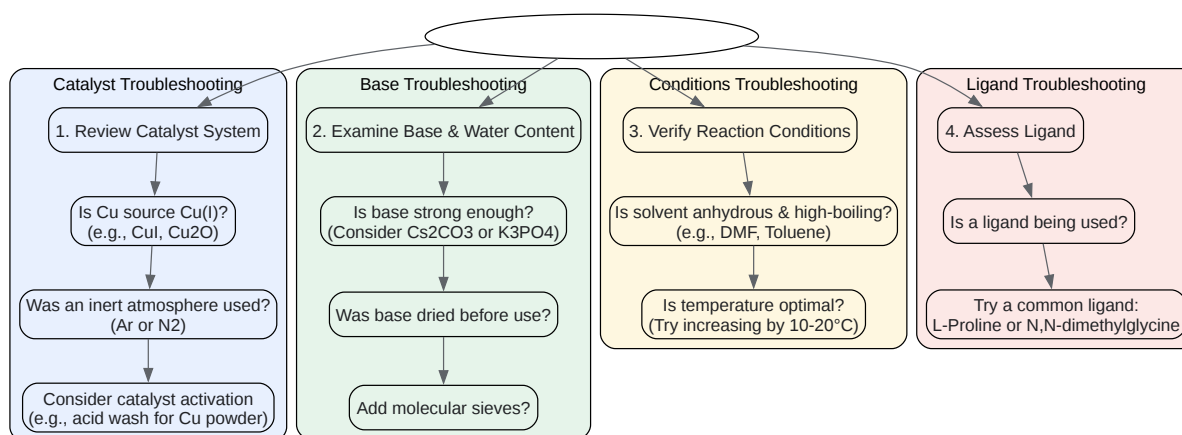 Catalyst Troubleshooting
1. Review Catalyst System
Is Cu source Cu(I)?
(e.g., CuI, Cu2O)
Was an inert atmosphere used?
(Ar or N2)
Consider catalyst activation
(e.g., acid wash for Cu powder)
Base Troubleshooting
2. Examine Base & Water Content
Is base strong enough?
(Consider Cs2CO3 or K3PO4)
Was base dried before use?
Add molecular sieves?
Conditions Troubleshooting
3. Verify Reaction Conditions
Is solvent anhydrous & high-boiling?
(e.g., DMF, Toluene)
Is temperature optimal?
(Try increasing by 10-20°C)
Ligand Troubleshooting
4. Assess Ligand
Is a ligand being used?
Try a common ligand:
L-Proline or N,N-dimethylglycine